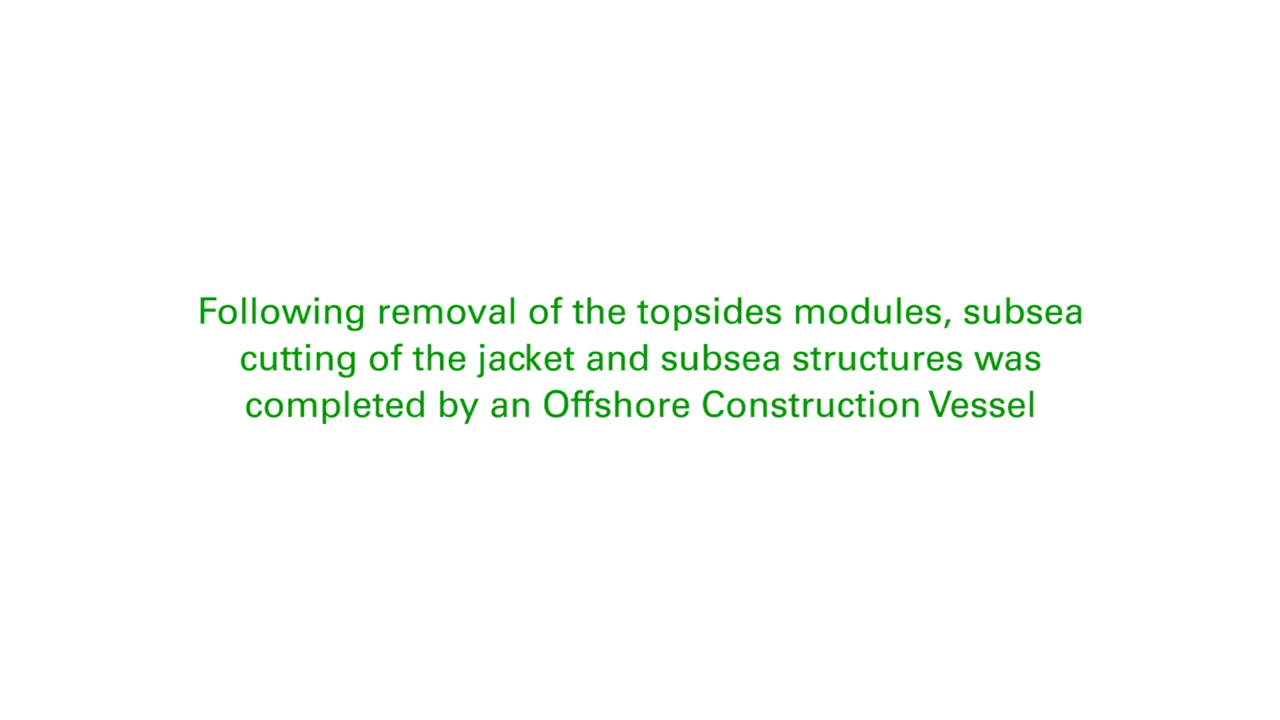 Following removal of the topsides modules, subsea
cutting of the jacket and subsea structures was
completed by an Offshore Construction Vessel